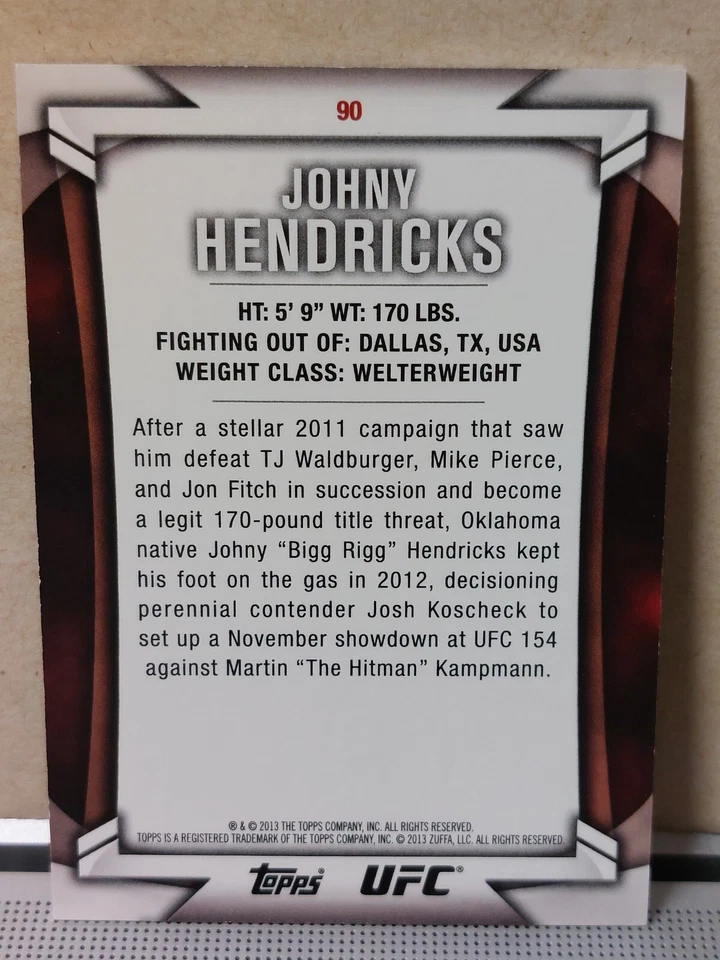 90
JOHNY
HENDRICKS
HT: 5’ 9” WT: 170 LBS.
FIGHTING OUT OF: DALLAS, TX, USA
WEIGHT CLASS: WELTERWEIGHT
After a stellar 2011 campaign that saw
him defeat TJ Waldburger, Mike Pierce,
and Jon Fitch in succession and become
a legit 170-pound title threat, Oklahoma
native Johny “Bigg Rigg” Hendricks kept
his foot on the gas in 2012, decisioning
perennial contender Josh Koscheck to
set up a November showdown at UFC 154
against Martin “The Hitman” Kampmann.
® & © 2013 THE TOPPS COMPANY, INC. ALL RIGHTS RESERVED.
TOPPS IS A REGISTERED TRADEMARK OF THE TOPPS COMPANY, INC. © 2013 ZUFFA, LLC. ALL RIGHTS RESERVED.
Topps® UFC®